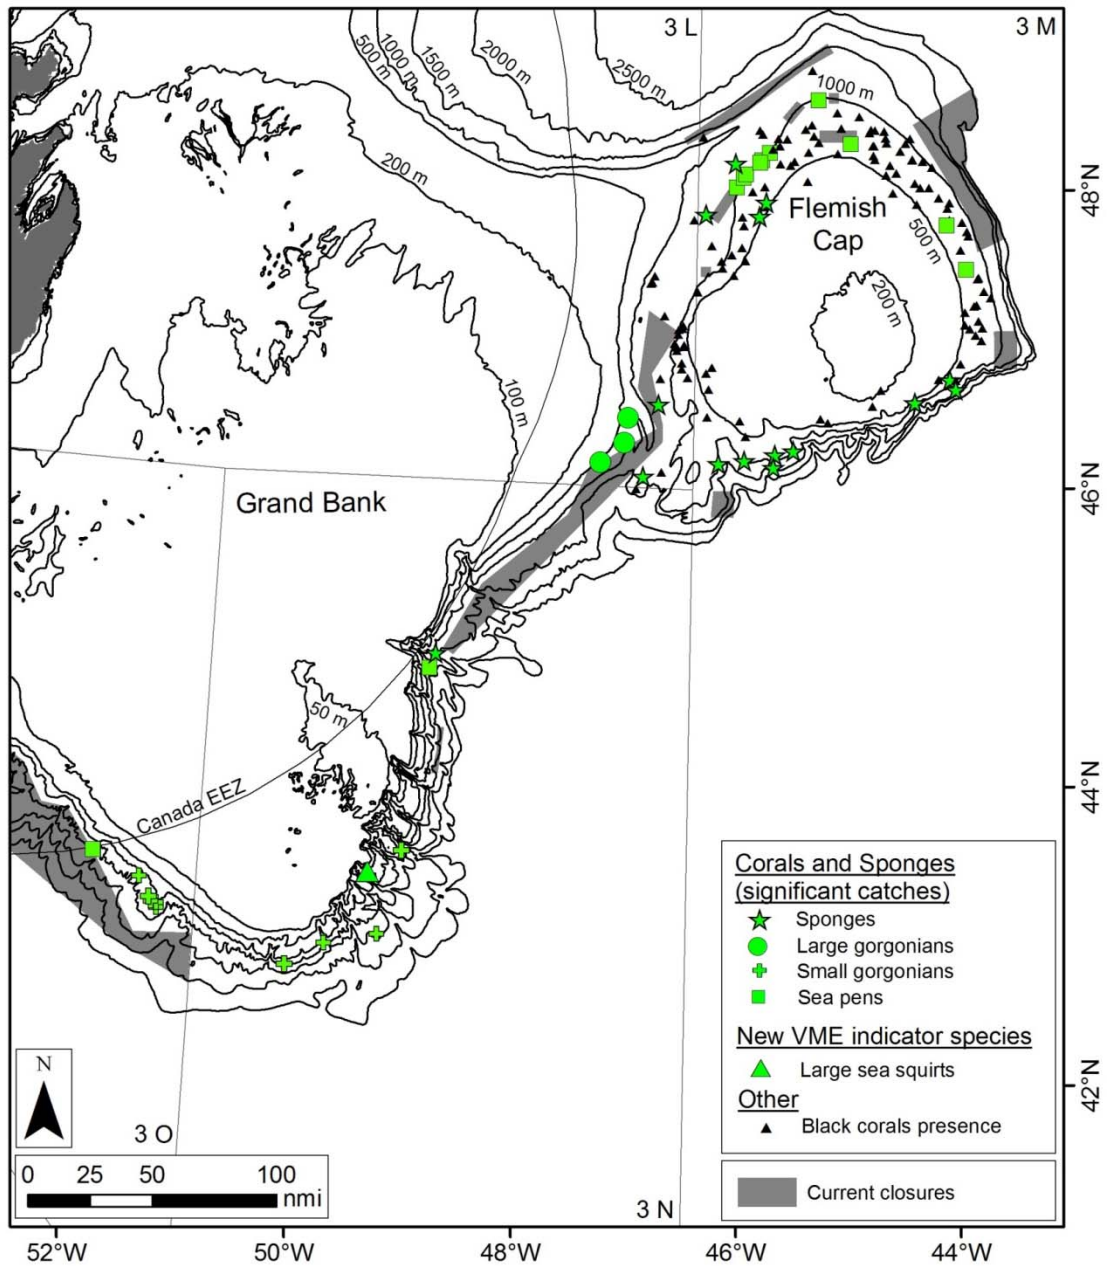 3 L
3 M
500 m
1000 m
1500 m
2000 m
2500 m
1000 m
200 m
Flemish
Cap
500 m
200 m
100 m
Grand Bank
50 m
Canada EEZ
48°N
46°N
44°N
42°N
Corals and Sponges
(significant catches)
Sponges
Large gorgonians
Small gorgonians
Sea pens
New VME indicator species
Large sea squirts
Other
Black corals presence
Current closures
N
3 O
0 25 50 100
nmi
3 N
52°W 50°W 48°W 46°W 44°W